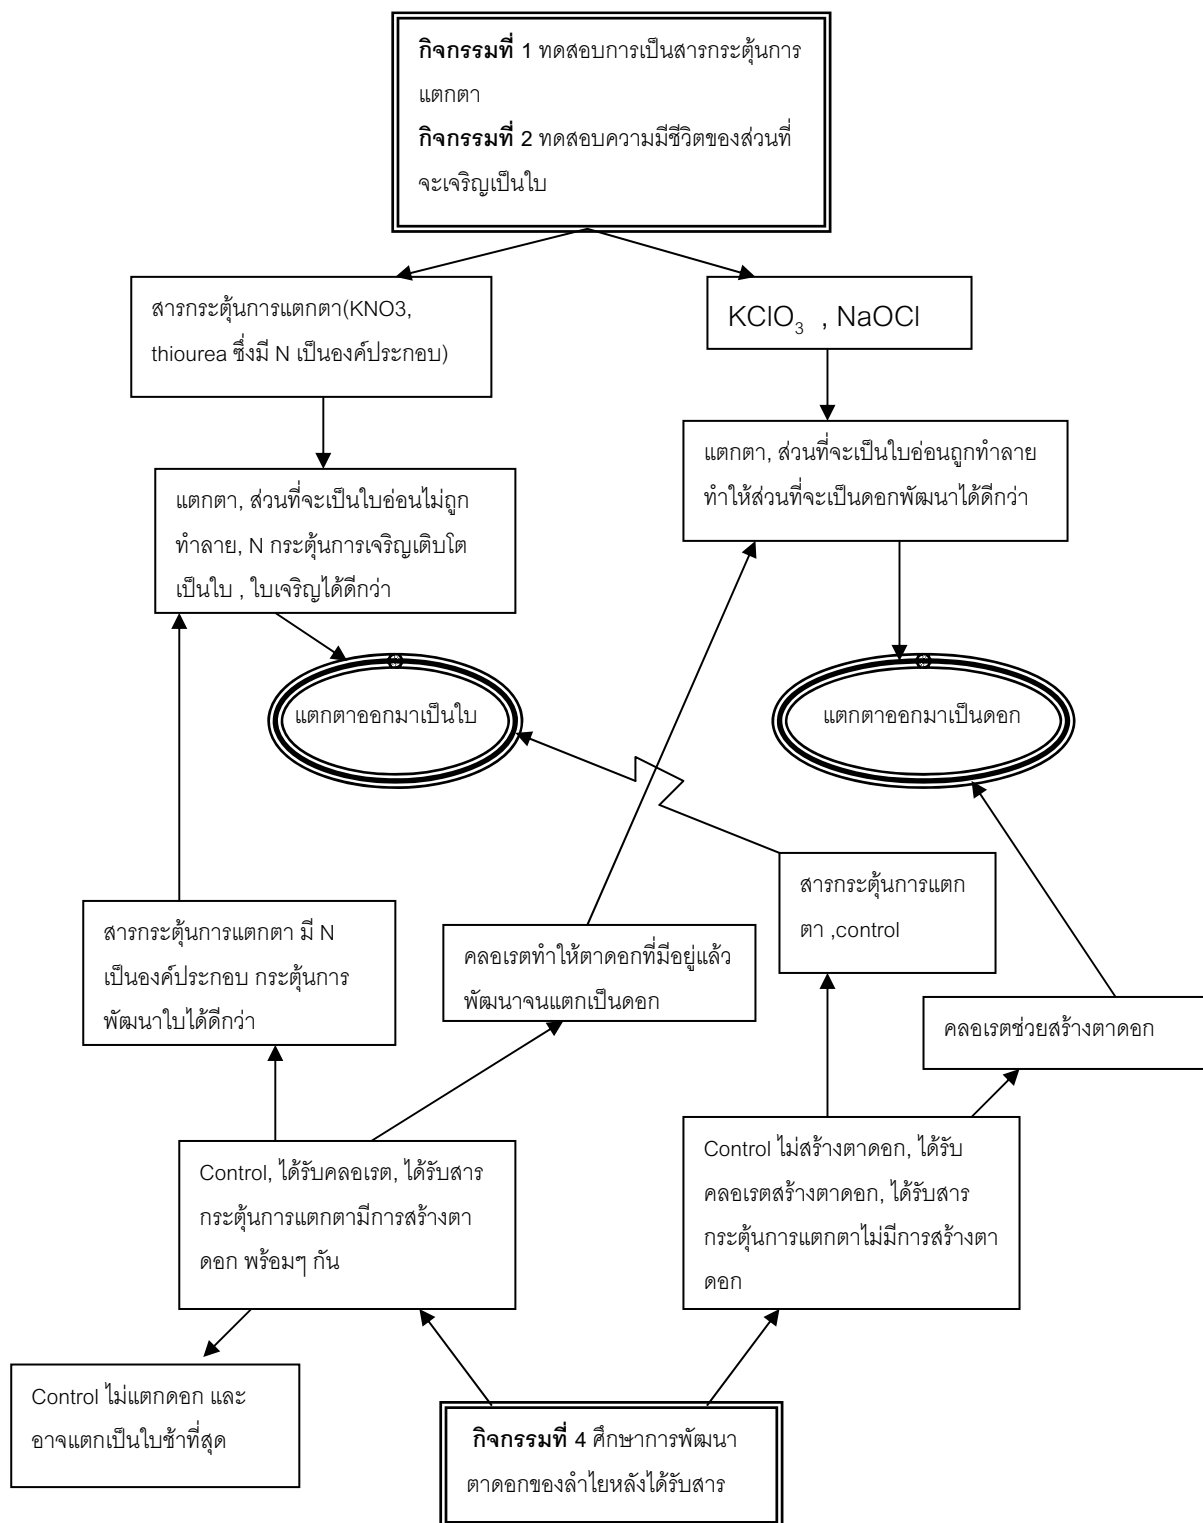 กิจกรรมที่ 1 ทดสอบการเป็นสารกระตุ้นการ
แตกตา
กิจกรรมที่ 2 ทดสอบความมีชีวิตของส่วนที่
จะเจริญเป็นใบ
สารกระตุ้นการแตกตา(KNO3,
thiourea ซึ่งมี N เป็นองค์ประกอบ)
KClO₃ , NaOCl
แตกตา, ส่วนที่จะเป็นใบอ่อนถูกทำลาย
ทำให้ส่วนที่จะเป็นดอกพัฒนาได้ดีกว่า
แตกตา, ส่วนที่จะเป็นใบอ่อนไม่ถูก
ทำลาย, N กระตุ้นการเจริญเติบโต
เป็นใบ , ใบเจริญได้ดีกว่า
แตกตาออกมาเป็นใบ
แตกตาออกมาเป็นดอก
สารกระตุ้นการแตก
ตา ,control
สารกระตุ้นการแตกตา มี N
เป็นองค์ประกอบ กระตุ้นการ
พัฒนาใบได้ดีกว่า
คลอเรตทำให้ตาดอกที่มีอยู่แล้ว
พัฒนาจนแตกเป็นดอก
คลอเรตช่วยสร้างตาดอก
Control, ได้รับคลอเรต, ได้รับสาร
กระตุ้นการแตกตามีการสร้างตา
ดอก พร้อมๆ กัน
Control ไม่สร้างตาดอก, ได้รับ
คลอเรตสร้างตาดอก, ได้รับสาร
กระตุ้นการแตกตาไม่มีการสร้างตา
ดอก
Control ไม่แตกดอก และ
อาจแตกเป็นใบช้าที่สุด
กิจกรรมที่ 4 ศึกษาการพัฒนา
ตาดอกของลำไยหลังได้รับสาร